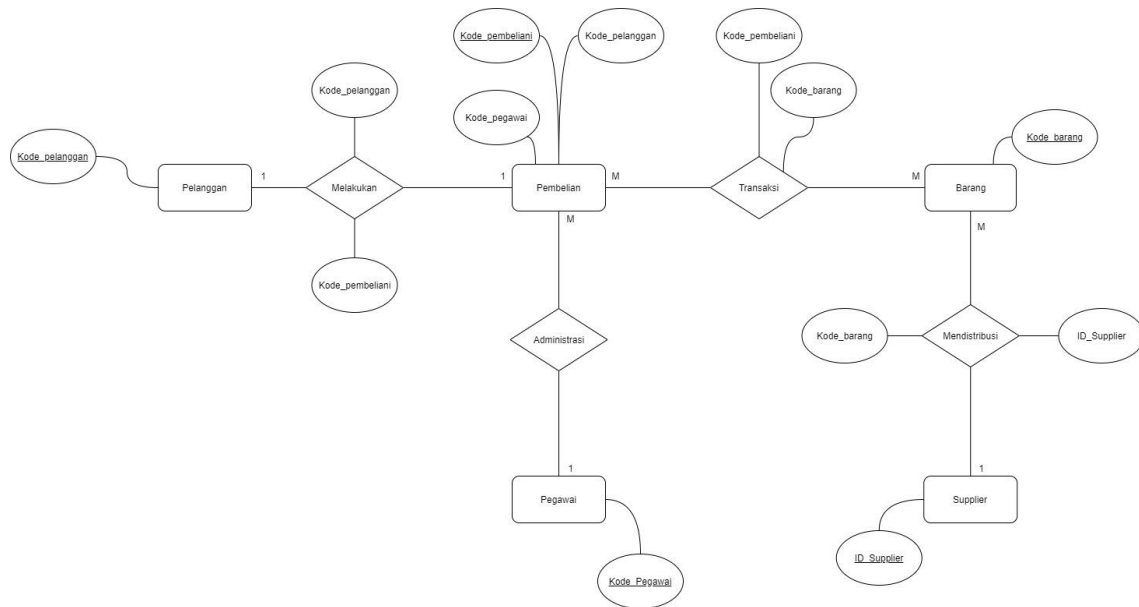 Kode_pembeliani
Kode_pelanggan
Kode_pembeliani
Kode_pelanggan
Kode_barang
Kode_pegawai
Kode_barang
Kode_pelanggan
Pelanggan
1
Melakukan
1
Pembelian
M
Transaksi
M
Barang
M
M
Kode_pembeliani
Administrasi
Kode_barang
Mendistribusi
ID_Supplier
1
1
Pegawai
Supplier
ID_Supplier
Kode_Pegawai